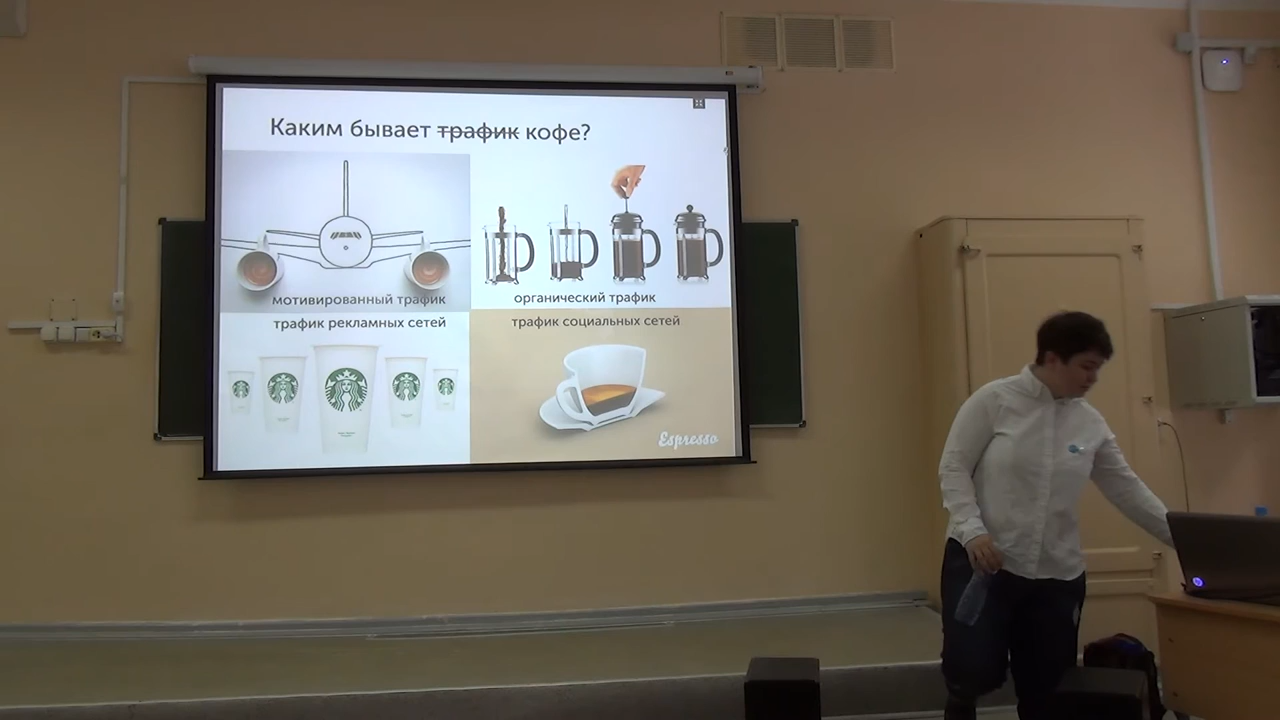 Каким бывает трафик кофе?
мотивированный трафик
органический трафик
трафик рекламных сетей
трафик социальных сетей
Espresso